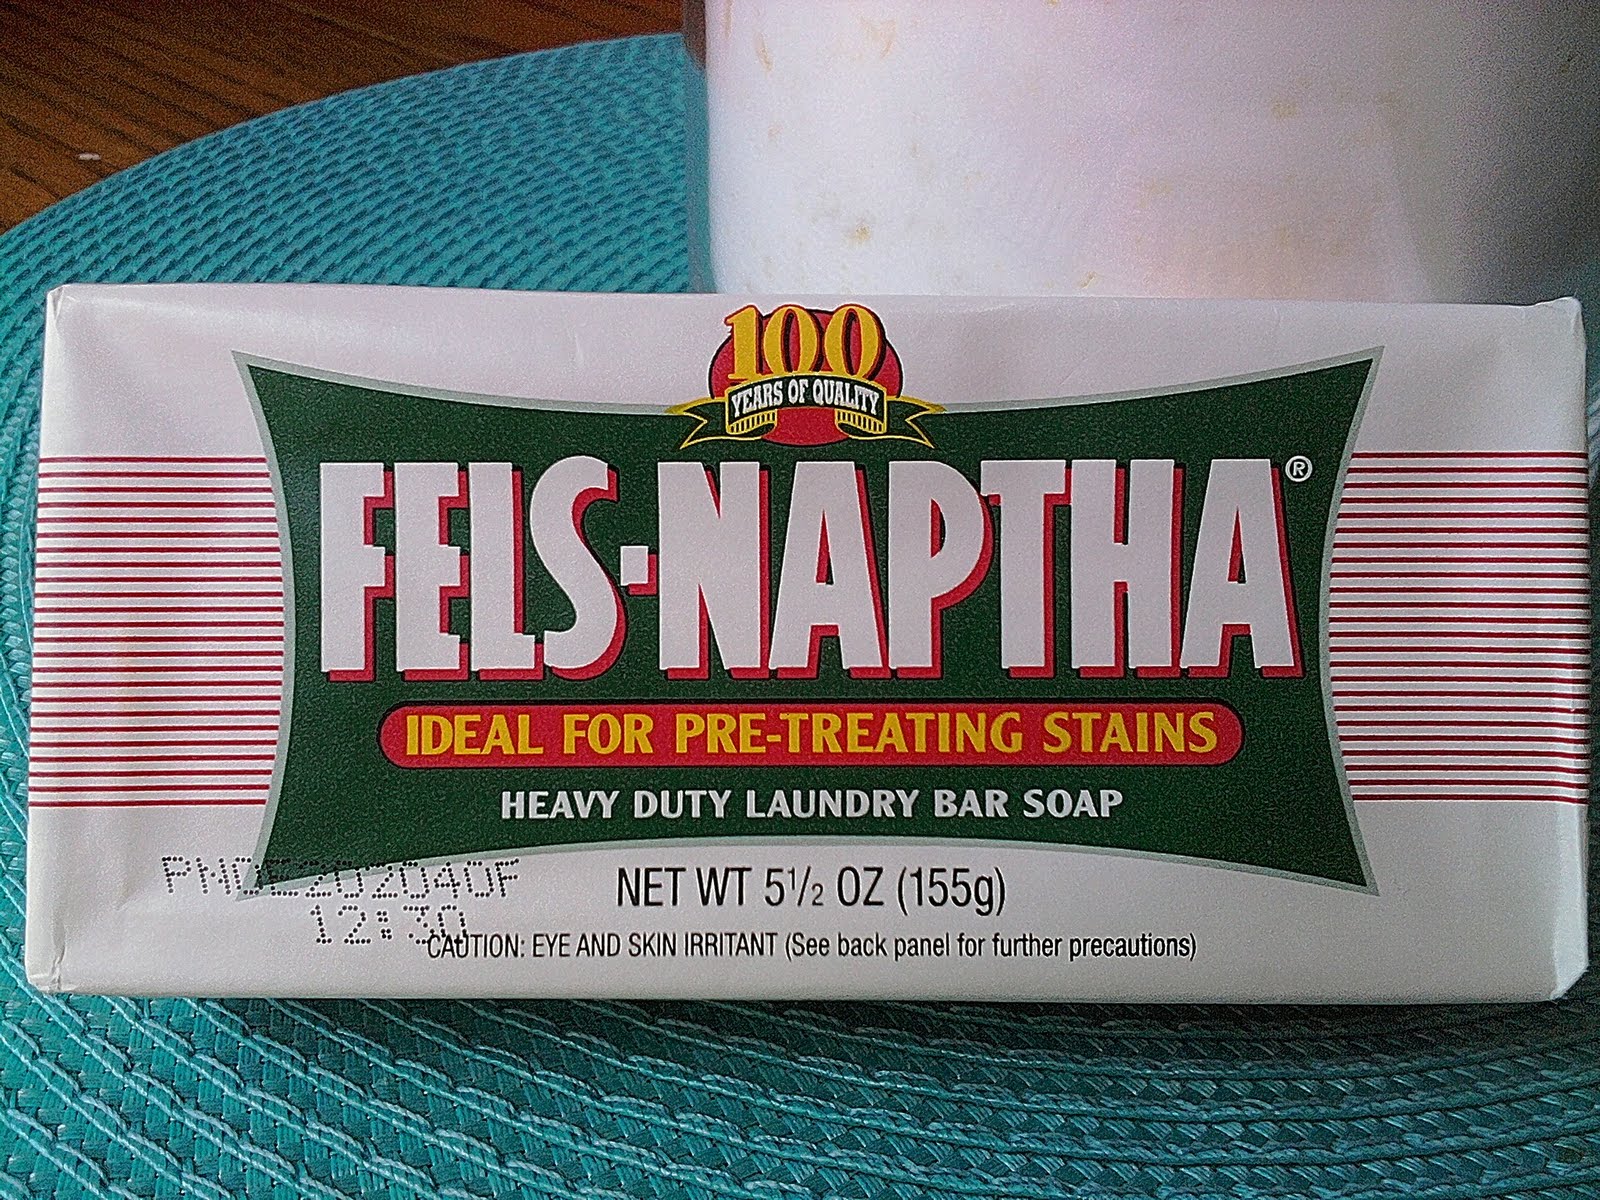 100
YEARS OF QUALITY
FELS-NAPTHA®
IDEAL FOR PRE-TREATING STAINS
HEAVY DUTY LAUNDRY BAR SOAP
NET WT 5½ OZ (155g)
12:30
CAUTION: EYE AND SKIN IRRITANT (See back panel for further precautions)